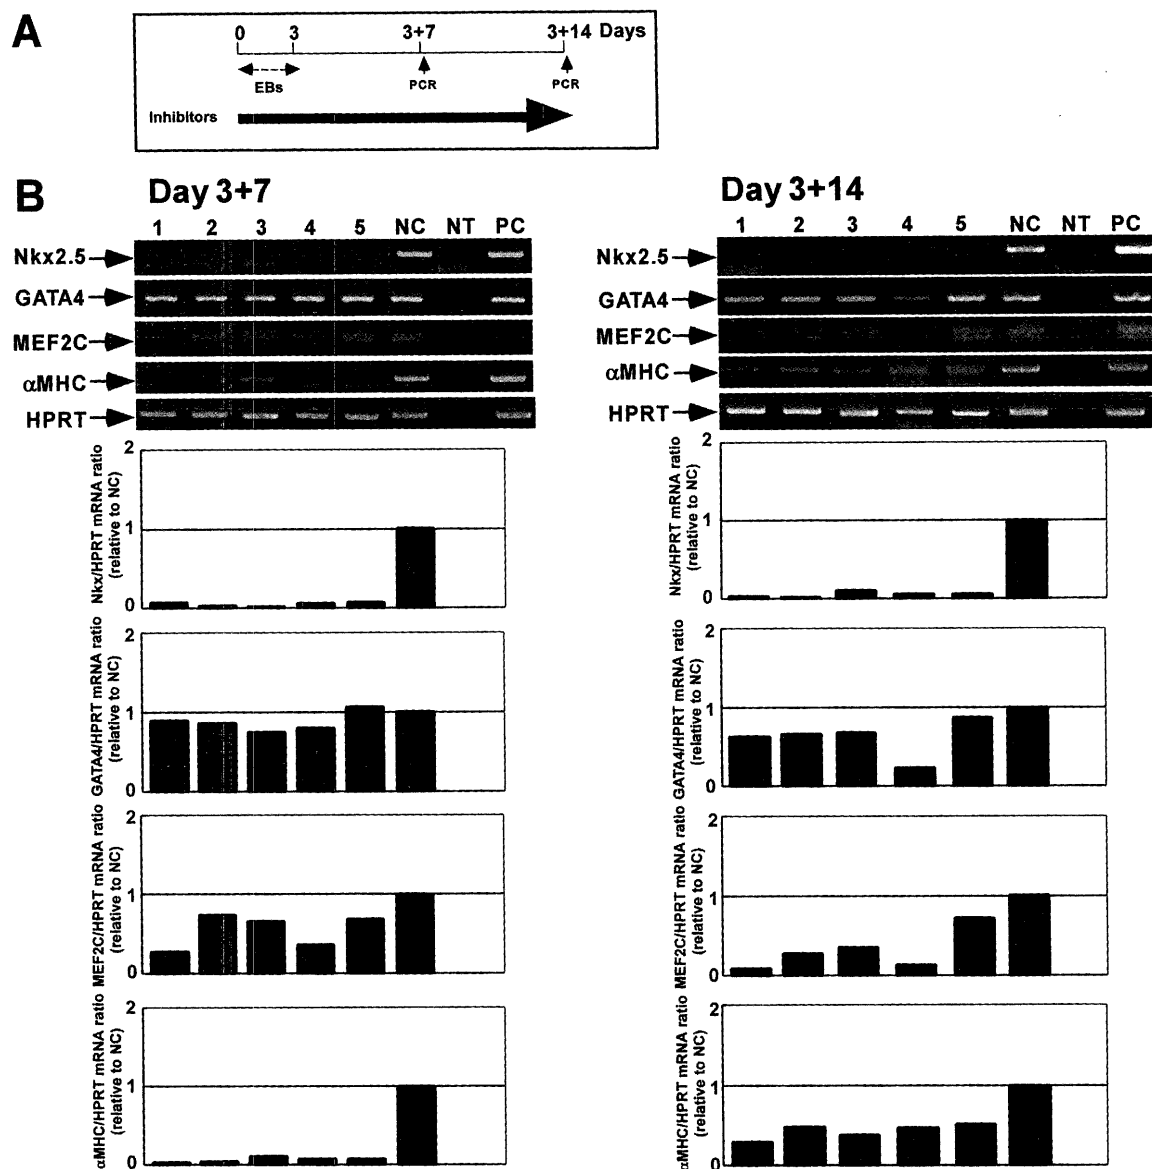 A
0 3 3+7 3+14 Days
EBs PCR PCR
Inhibitors
B
Day 3+7
1 2 3 4 5 NC NT PC
Nkx2.5
GATA4
MEF2C
αMHC
HPRT
Nkx/HPRT mRNA ratio
(relative to NC)
2
1
0
GATA4/HPRT mRNA ratio
(relative to NC)
2
1
0
MEF2C/HPRT mRNA ratio
(relative to NC)
2
1
0
αMHC/HPRT mRNA ratio
(relative to NC)
2
1
0
Day 3+14
1 2 3 4 5 NC NT PC
Nkx2.5
GATA4
MEF2C
αMHC
HPRT
Nkx/HPRT mRNA ratio
(relative to NC)
2
1
0
GATA4/HPRT mRNA ratio
(relative to NC)
2
1
0
MEF2C/HPRT mRNA ratio
(relative to NC)
2
1
0
αMHC/HPRT mRNA ratio
(relative to NC)
2
1
0